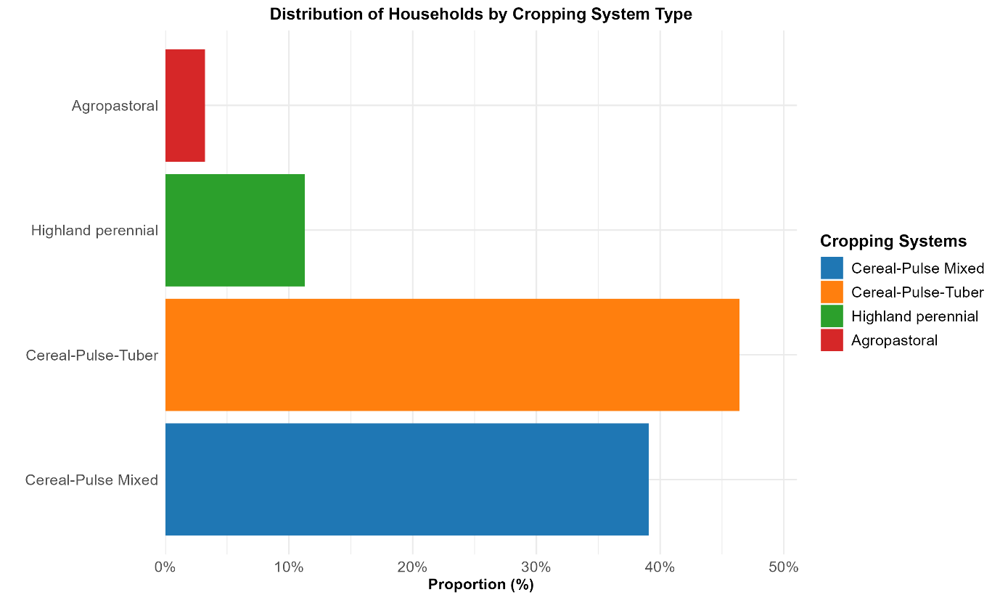 Distribution of Households by Cropping System Type
Agropastoral
Highland perennial
Cereal-Pulse-Tuber
Cereal-Pulse Mixed
0% 10% 20% 30% 40% 50%
Proportion (%)
Cropping Systems
Cereal-Pulse Mixed
Cereal-Pulse-Tuber
Highland perennial
Agropastoral